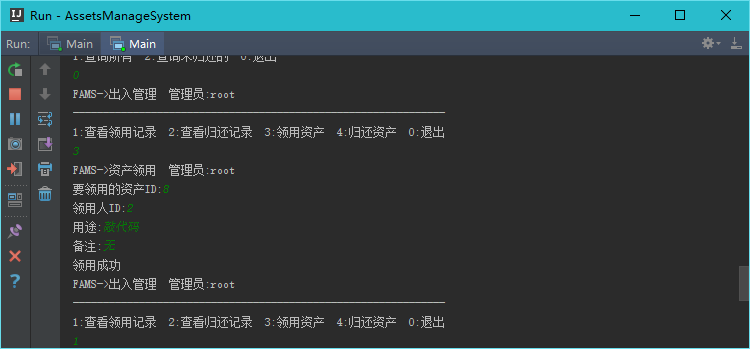 Run - AssetsManageSystem
Run: Main Main
1:查询所有 2:查询未归还的 0:退出
0
FAMS->出入管理 管理员:root
1:查看领用记录 2:查看归还记录 3:领用资产 4:归还资产 0:退出
3
FAMS->资产领用 管理员:root
要领用的资产ID:8
领用人ID:2
用途:敲代码
备注:无
领用成功
FAMS->出入管理 管理员:root
1:查看领用记录 2:查看归还记录 3:领用资产 4:归还资产 0:退出
1